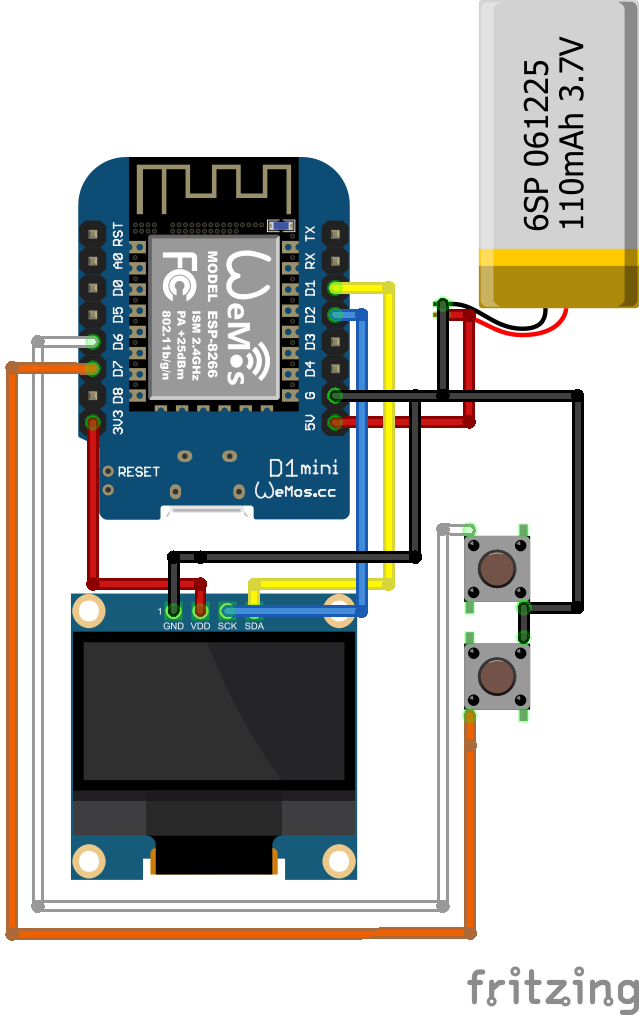 6SP 061225
110mAh 3.7V
RST
A0
D0
D5
D6
D7
D8
3V3
TX
RX
D1
D2
D3
D4
G
5V
WeMos
MODEL ESP-8266
ISM 2.4GHz
PA +25dBm
802.11b/g/n
FC
RESET
D1mini
WeMos.cc
1
GND VDD SCK SDA
fritzing